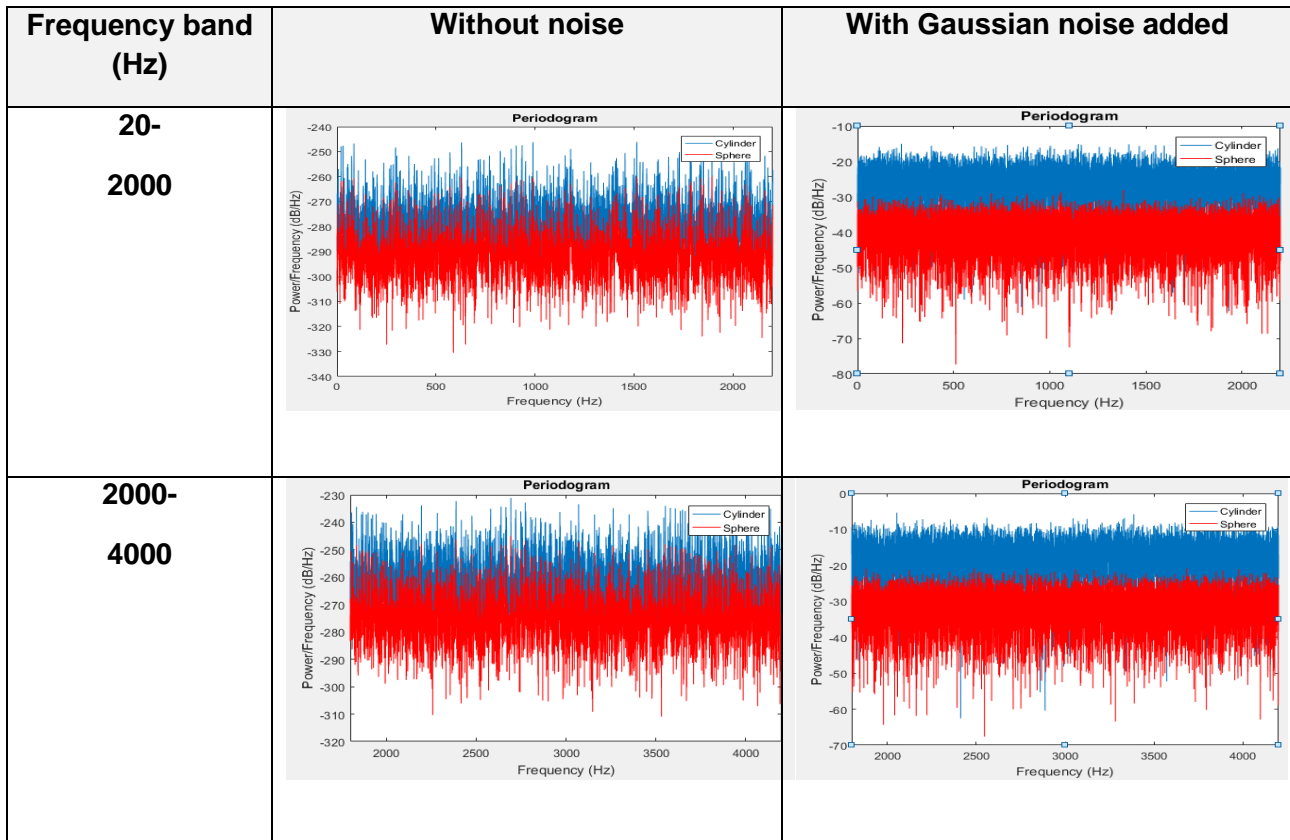 Frequency band
(Hz)
Without noise
With Gaussian noise added
20-
2000
Periodogram
Cylinder
Sphere
-240
-250
-260
-270
-280
-290
-300
-310
-320
-330
-340
Power/Frequency (dB/Hz)
0 500 1000 1500 2000
Frequency (Hz)
Periodogram
Cylinder
Sphere
-10
-20
-30
-40
-50
-60
-70
-80
Power/Frequency (dB/Hz)
0 500 1000 1500 2000
Frequency (Hz)
2000-
4000
Periodogram
Cylinder
Sphere
-230
-240
-250
-260
-270
-280
-290
-300
-310
-320
Power/Frequency (dB/Hz)
2000 2500 3000 3500 4000
Frequency (Hz)
Periodogram
Cylinder
Sphere
0
-10
-20
-30
-40
-50
-60
-70
Power/Frequency (dB/Hz)
2000 2500 3000 3500 4000
Frequency (Hz)